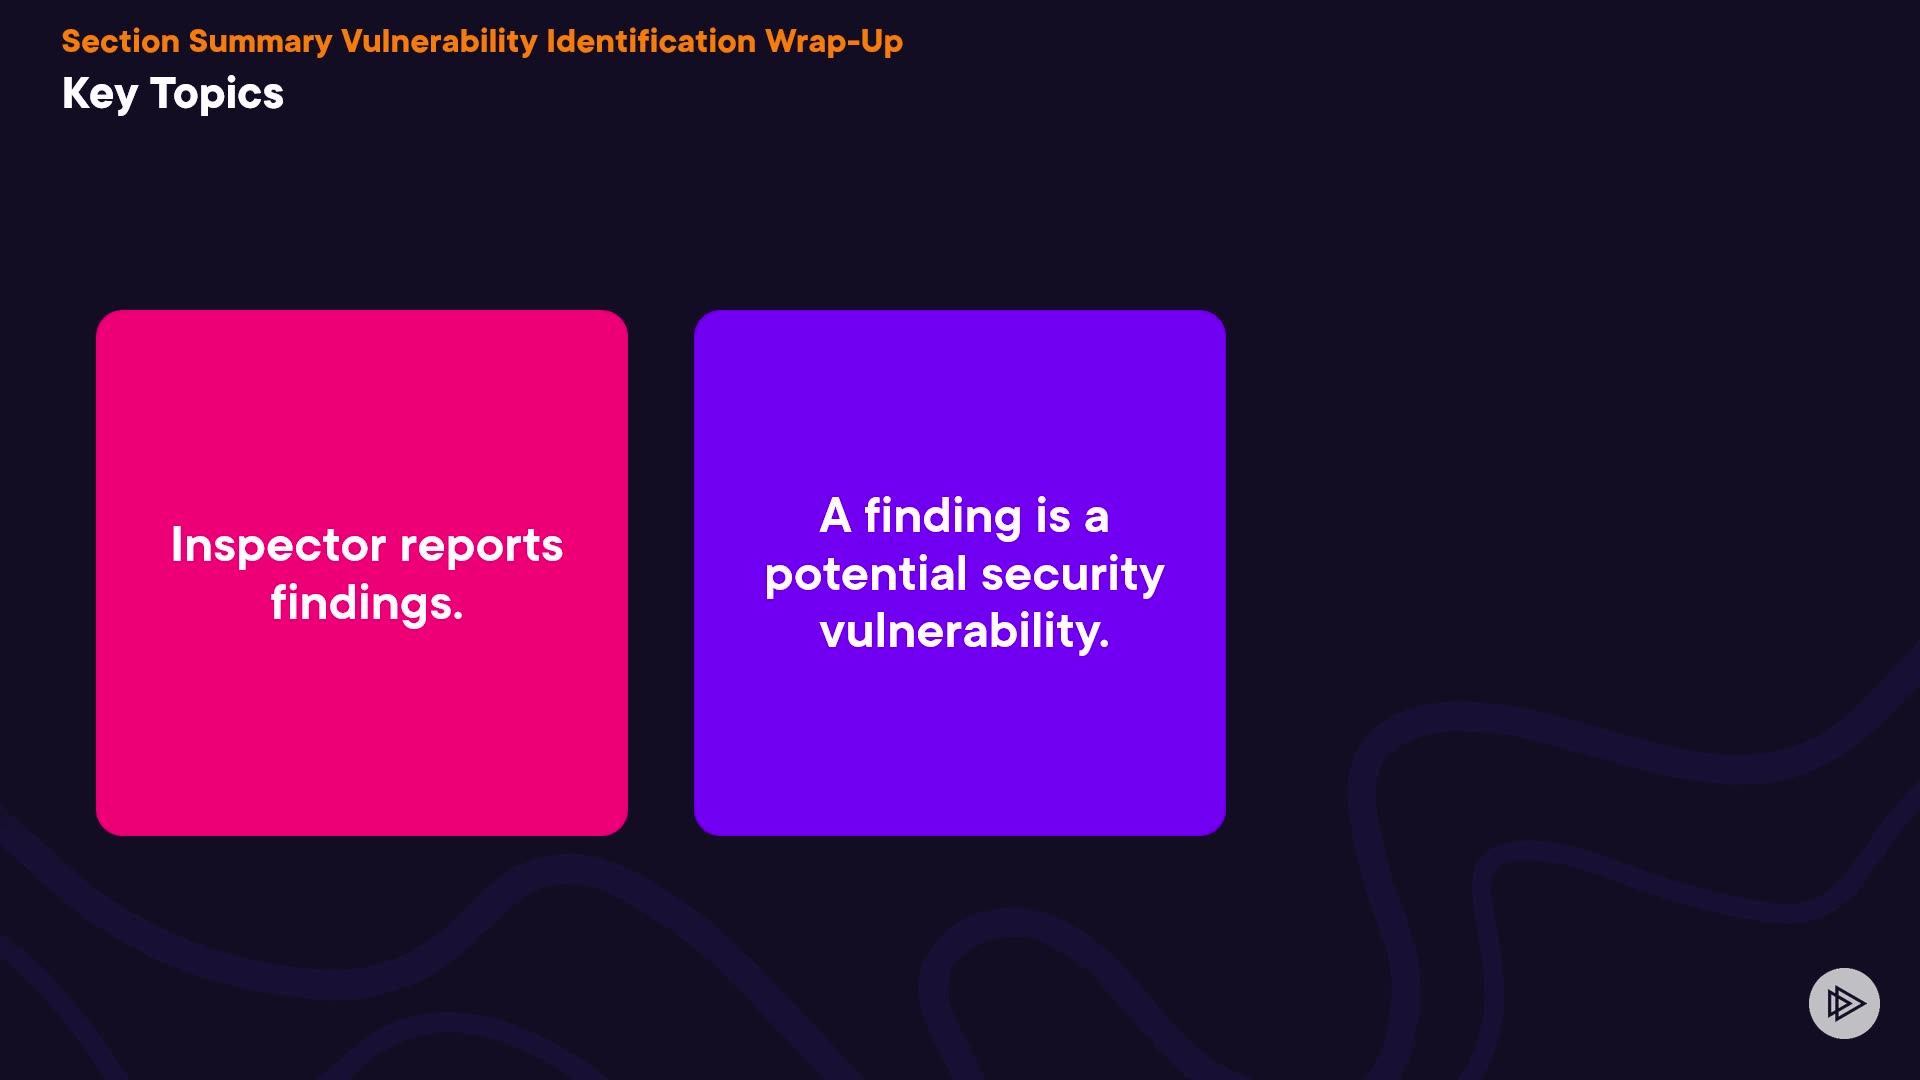 Section Summary Vulnerability Identification Wrap-Up
Key Topics
Inspector reports
findings.
A finding is a
potential security
vulnerability.